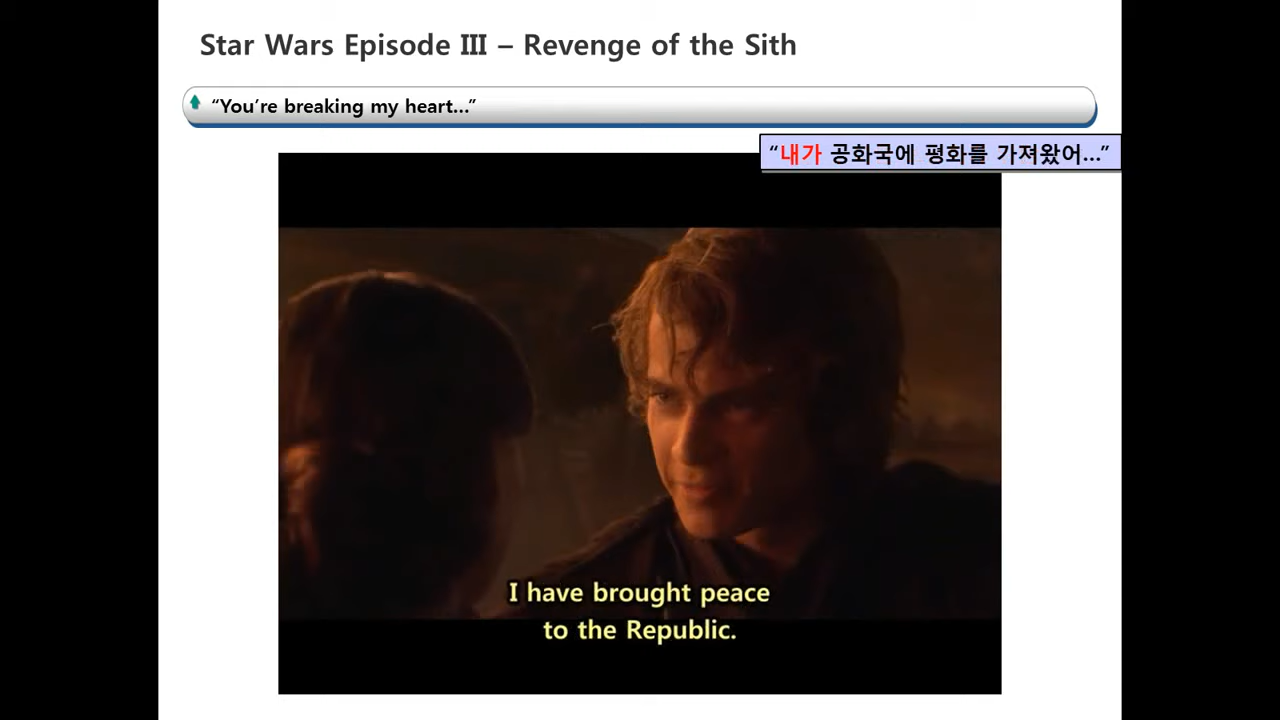 Star Wars Episode III – Revenge of the Sith
“You’re breaking my heart…”
“내가 공화국에 평화를 가져왔어…”
I have brought peace
to the Republic.